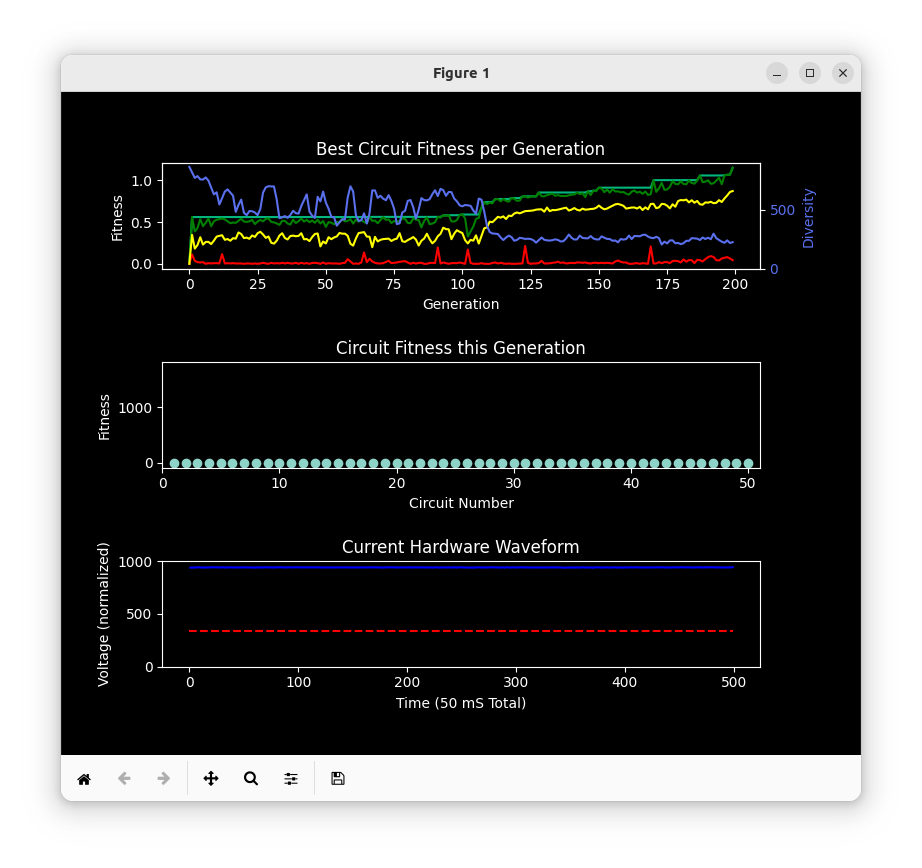 Figure 1
Best Circuit Fitness per Generation
Fitness
1.0
0.5
0.0
500
0
Diversity
0 25 50 75 100 125 150 175 200
Generation
Circuit Fitness this Generation
Fitness
1000
0
0 10 20 30 40 50
Circuit Number
Current Hardware Waveform
Voltage (normalized)
1000
500
0
0 100 200 300 400 500
Time (50 mS Total)